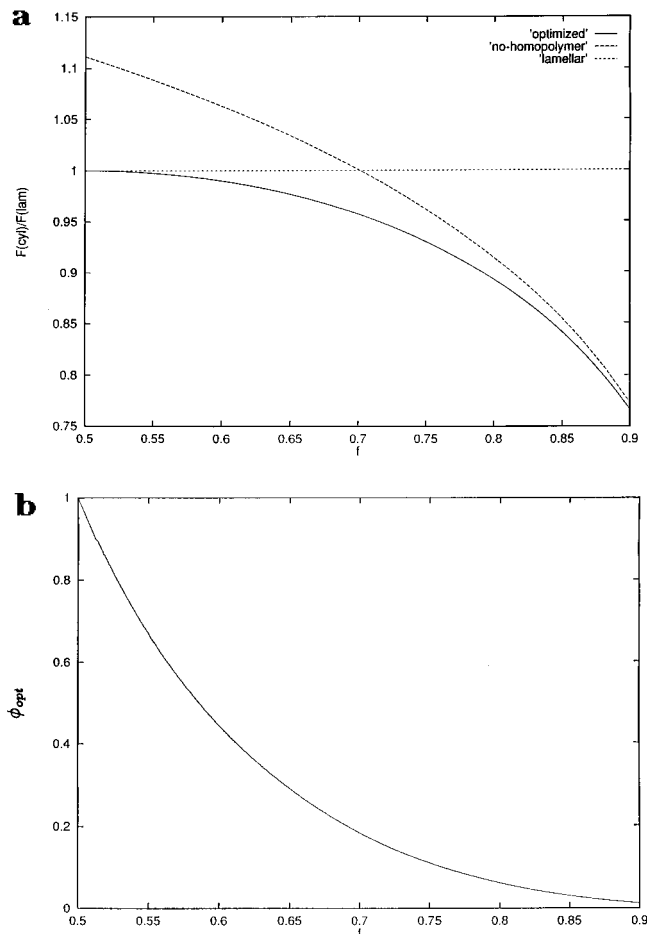 a
1.15
1.1
1.05
1
0.95
0.9
0.85
0.8
0.75
F(cyl)/F(lam)
'optimized'
'no-homopolymer'
'lamellar'
0.5 0.55 0.6 0.65 0.7 0.75 0.8 0.85 0.9
f
b
1
0.8
0.6
0.4
0.2
0
ϕopt
0.5 0.55 0.6 0.65 0.7 0.75 0.8 0.85 0.9
f